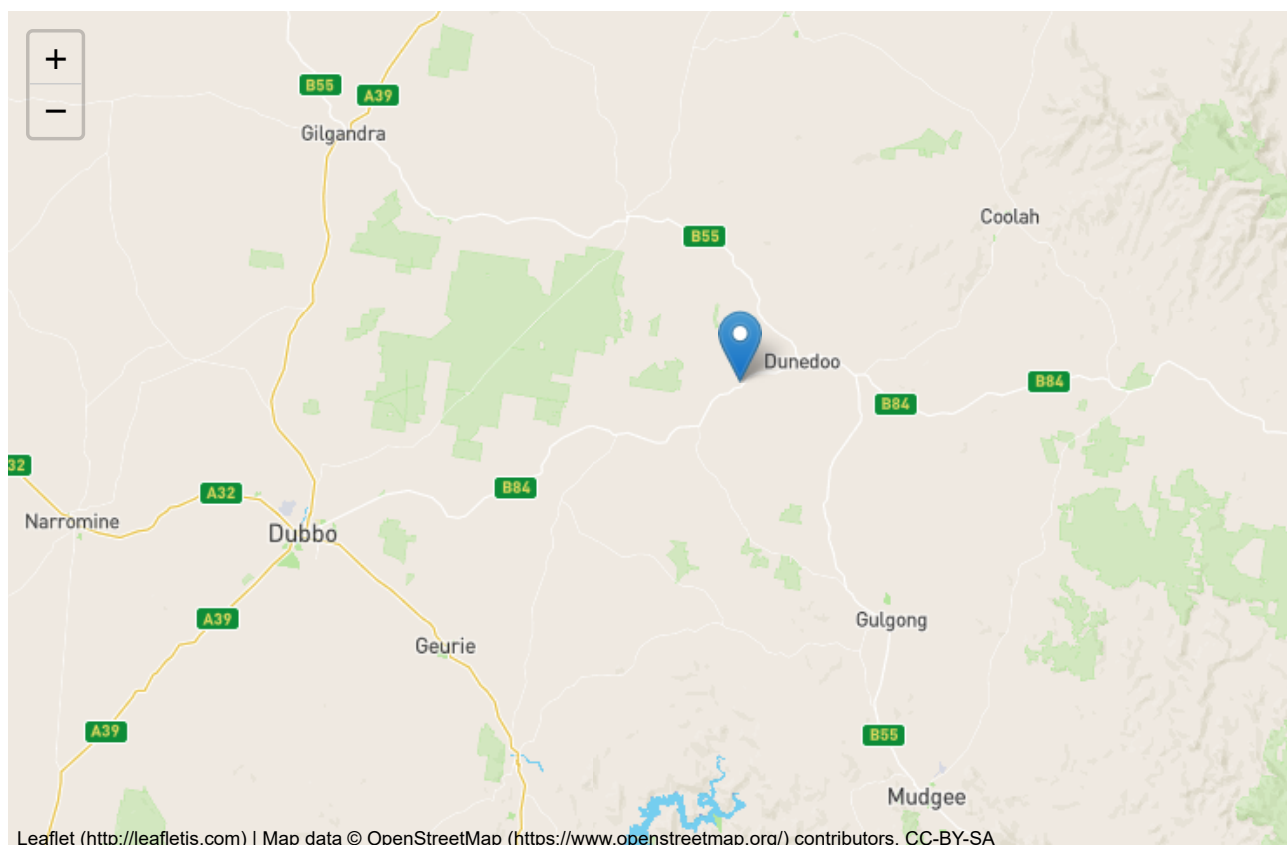 +
−
B55
A39
Gilgandra
Coolah
B55
Dunedoo
B84
B84
32
A32
B84
Narromine
Dubbo
A39
Gulgong
Geurie
A39
B55
Mudgee
Leaflet (http://leafletjs.com) | Map data © OpenStreetMap (https://www.openstreetmap.org/) contributors, CC-BY-SA